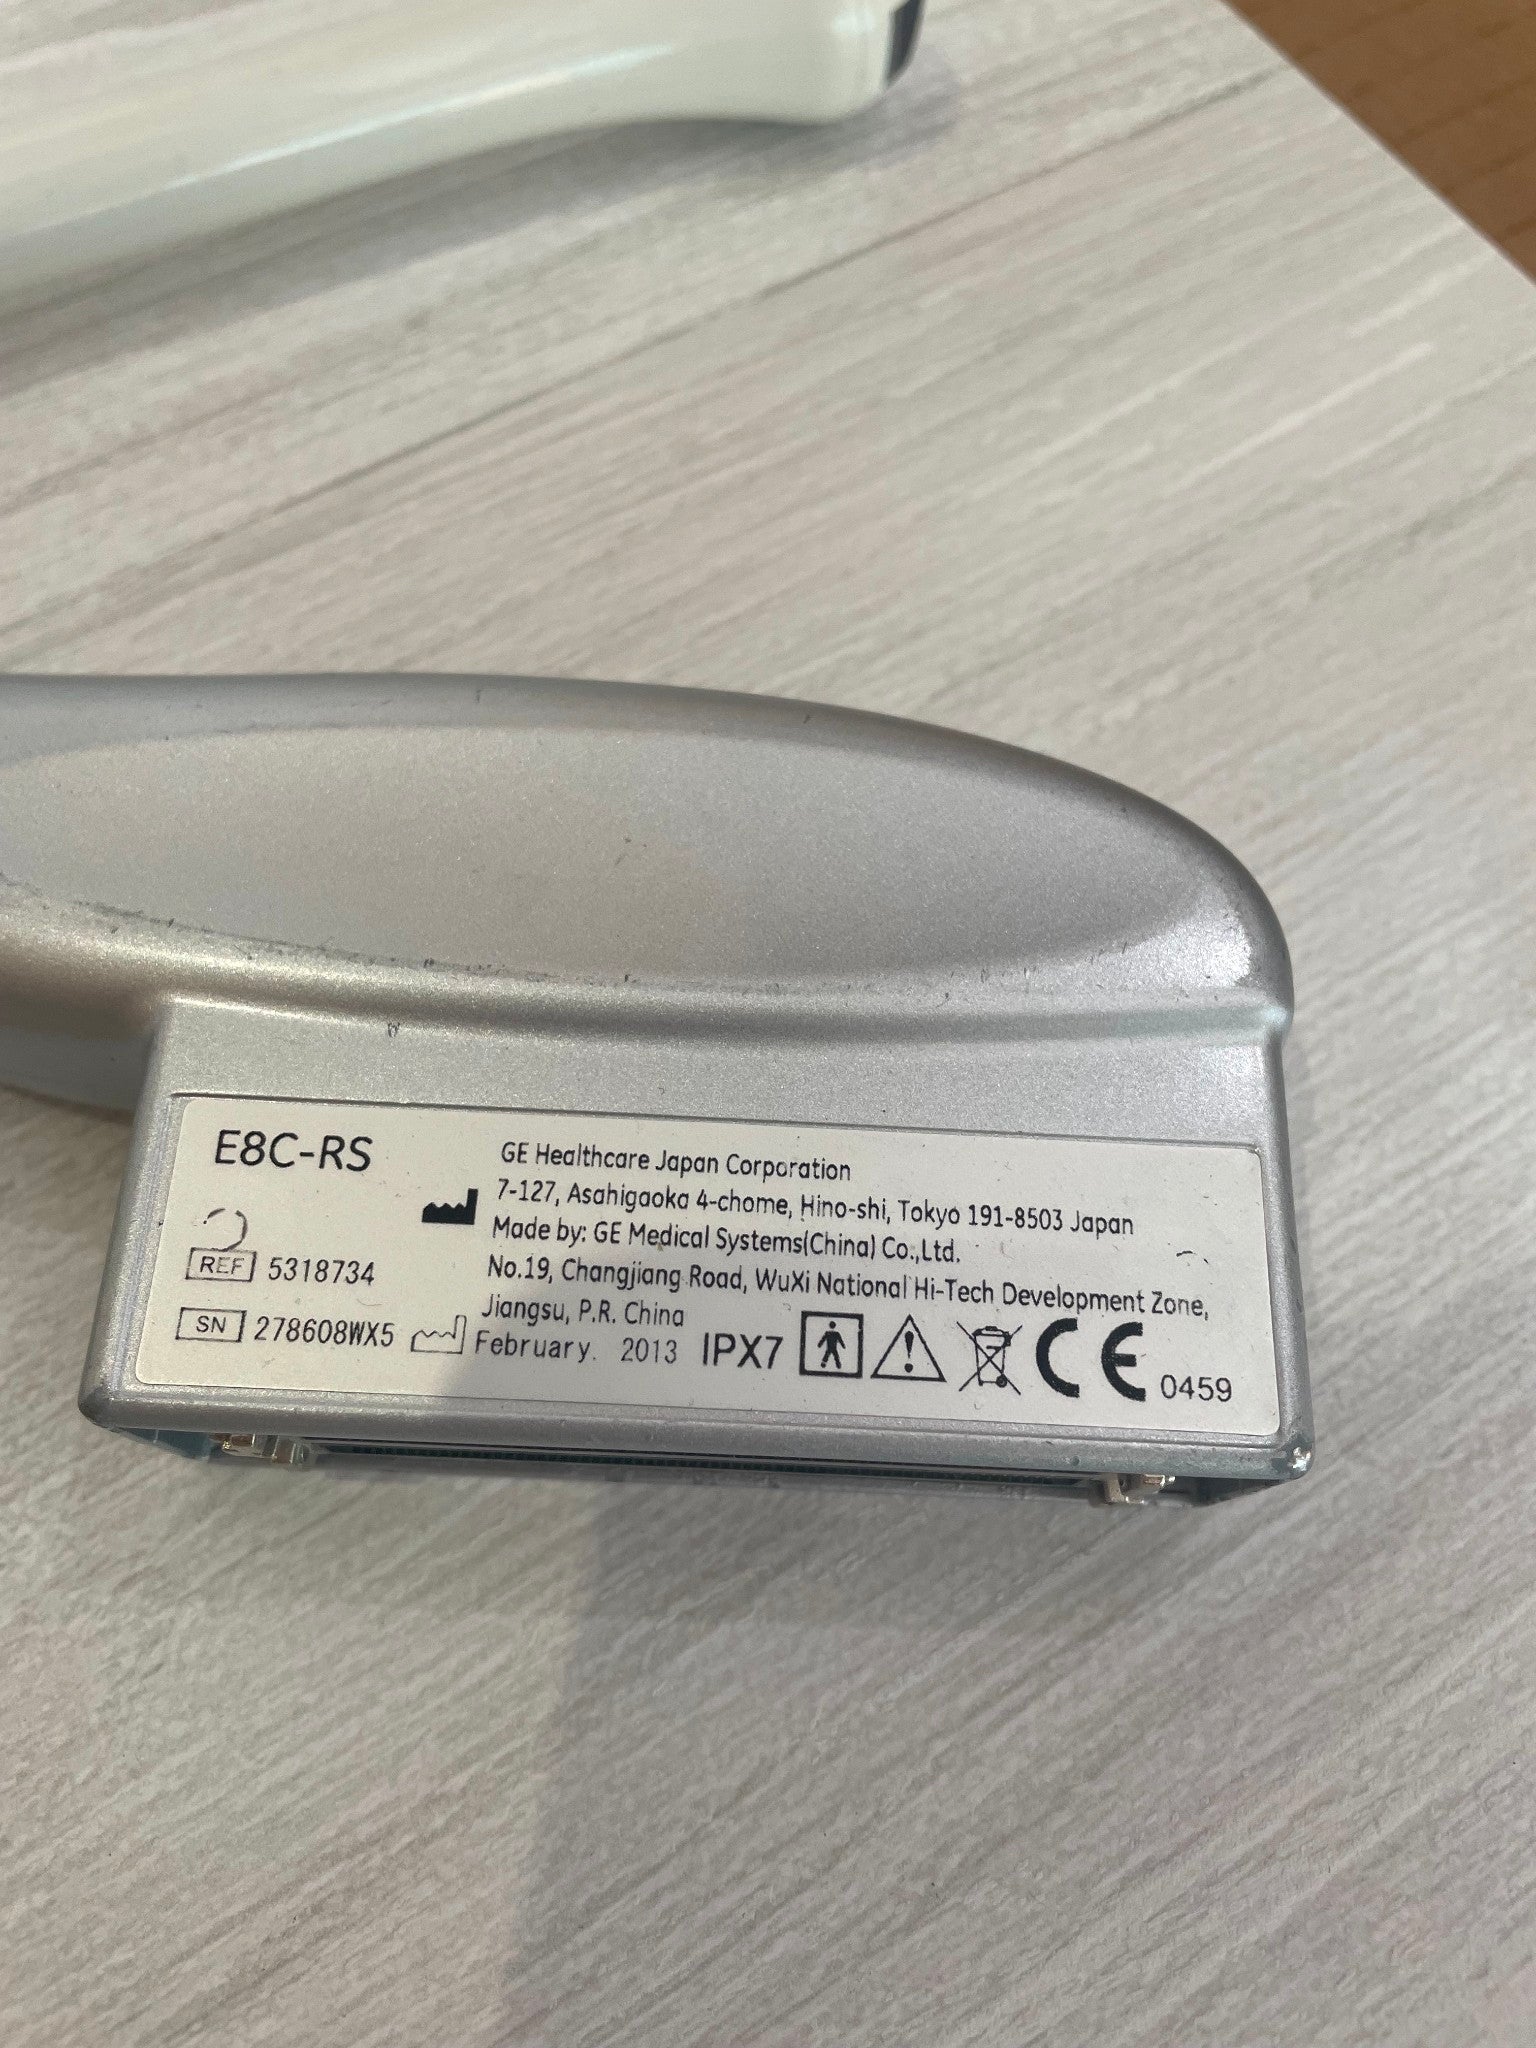 E8C-RS
REF 5318734
SN 278608WX5
GE Healthcare Japan Corporation
7-127, Asahigaoka 4-chome, Hino-shi, Tokyo 191-8503 Japan
Made by: GE Medical Systems(China) Co.,Ltd.
No.19, Changjiang Road, WuXi National Hi-Tech Development Zone,
Jiangsu, P.R. China
February. 2013
IPX7
CE 0459